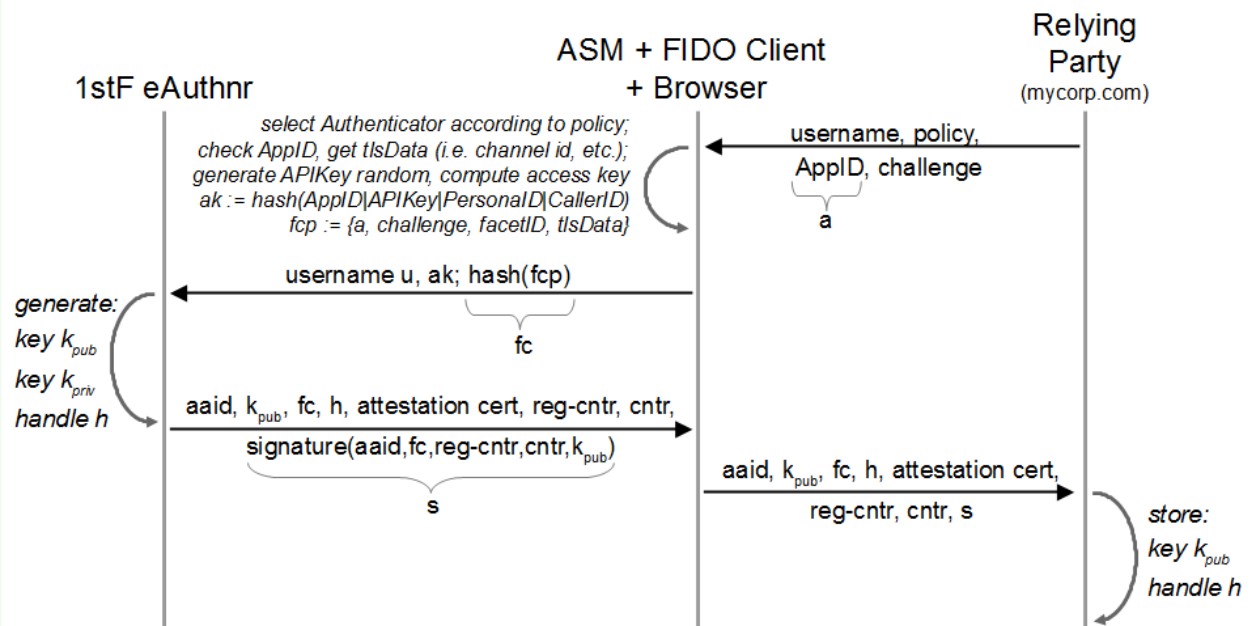 1stF eAuthnr
ASM + FIDO Client
+ Browser
Relying
Party
(mycorp.com)
select Authenticator according to policy;
check AppID, get tlsData (i.e. channel id, etc.);
generate APIKey random, compute access key
ak := hash(AppID|APIKey|PersonaID|CallerID)
fcp := {a, challenge, facetID, tlsData}
username, policy,
AppID, challenge
a
username u, ak; hash(fcp)
fc
generate:
key kpub
key kpriv
handle h
aaid, kpub, fc, h, attestation cert, reg-cntr, cntr,
signature(aaid,fc,reg-cntr,cntr,kpub)
s
aaid, kpub, fc, h, attestation cert,
reg-cntr, cntr, s
store:
key kpub
handle h